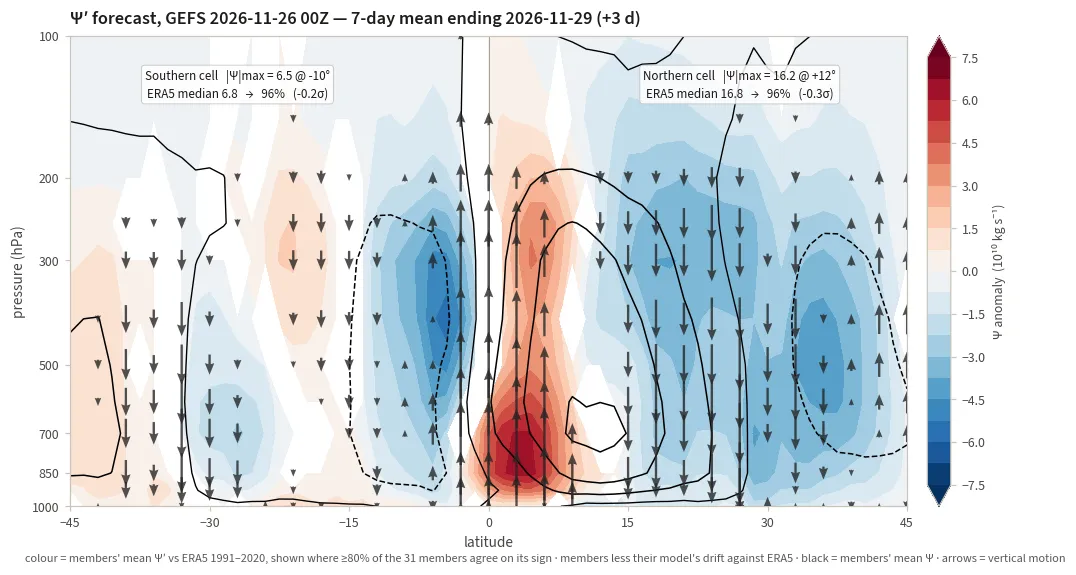 Ψ′ forecast, GEFS 2026-11-26 00Z — 7-day mean ending 2026-11-29 (+3 d)
Southern cell |Ψ|max = 6.5 @ -10°
ERA5 median 6.8 → 96% (-0.2σ)
Northern cell |Ψ|max = 16.2 @ +12°
ERA5 median 16.8 → 96% (-0.3σ)
pressure (hPa)
100
200
300
400
500
700
850
1000
−45
−30
−15
0
15
30
45
latitude
7.5
6.0
4.5
3.0
1.5
0.0
−1.5
−3.0
−4.5
−6.0
−7.5
Ψ anomaly (10¹⁰ kg s⁻¹)
colour = members' mean Ψ′ vs ERA5 1991–2020, shown where ≥80% of the 31 members agree on its sign · members less their model's drift against ERA5 · black = members' mean Ψ · arrows = vertical motion